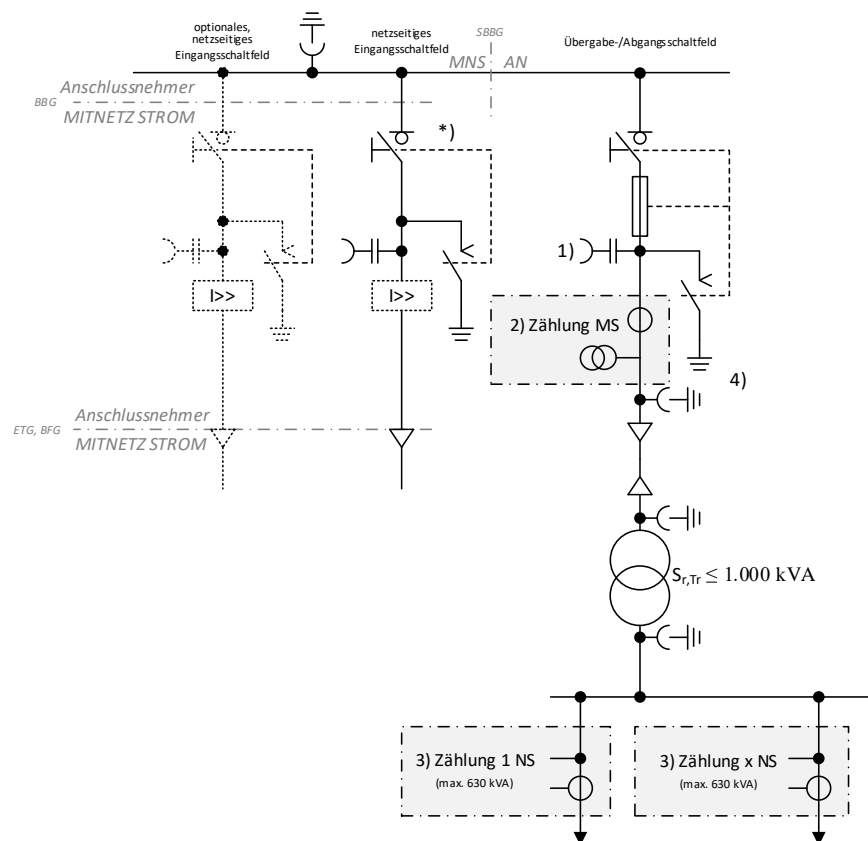 optionales,
netzseitiges
Eingangsschaltfeld
netzseitiges
Eingangsschaltfeld
SBBG
Übergabe-/Abgangsschaltfeld
MNS
AN
Anschlussnehmer
BBG
MITNETZ STROM
*)
1)
I>>
I>>
2) Zählung MS
4)
Anschlussnehmer
ETG, BFG
MITNETZ STROM
Sr,Tr ≤ 1.000 kVA
3) Zählung 1 NS
(max. 630 kVA)
3) Zählung x NS
(max. 630 kVA)